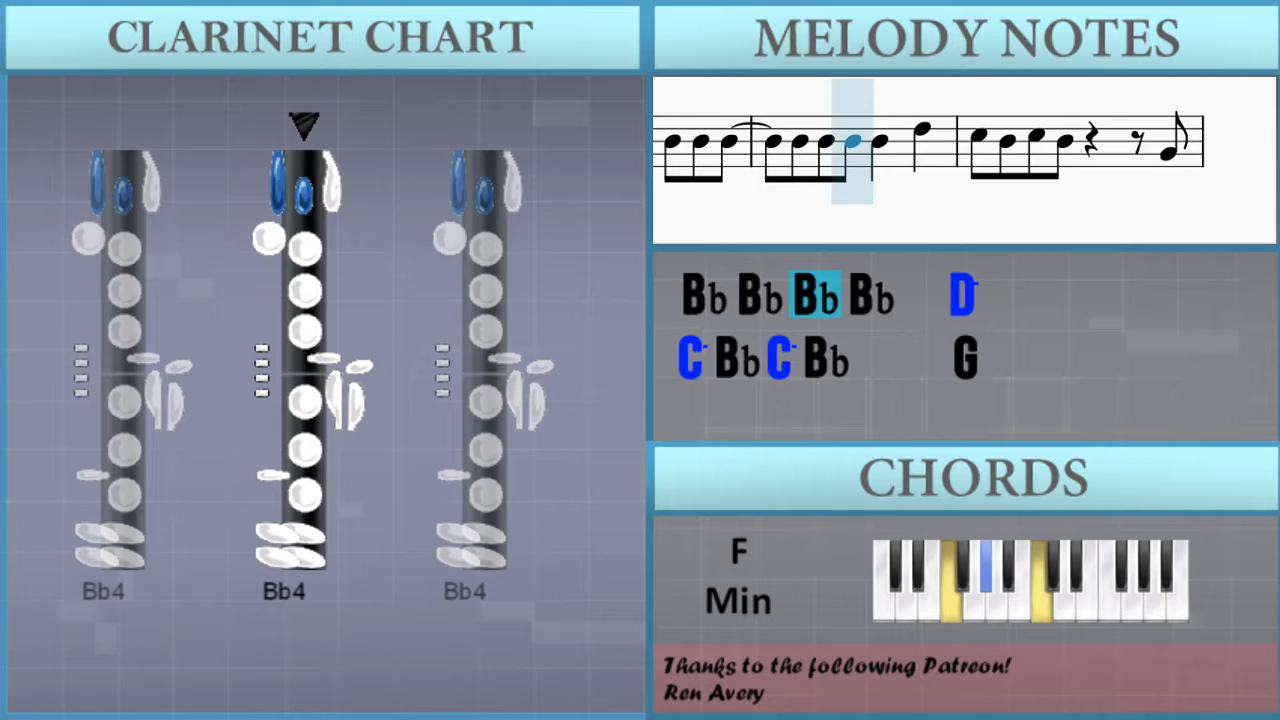 CLARINET CHART
MELODY NOTES
Bb Bb Bb Bb D-
C- Bb C- Bb G
Bb4 Bb4 Bb4
CHORDS
F
Min
Thanks to the following Patreon!
Ren Avery